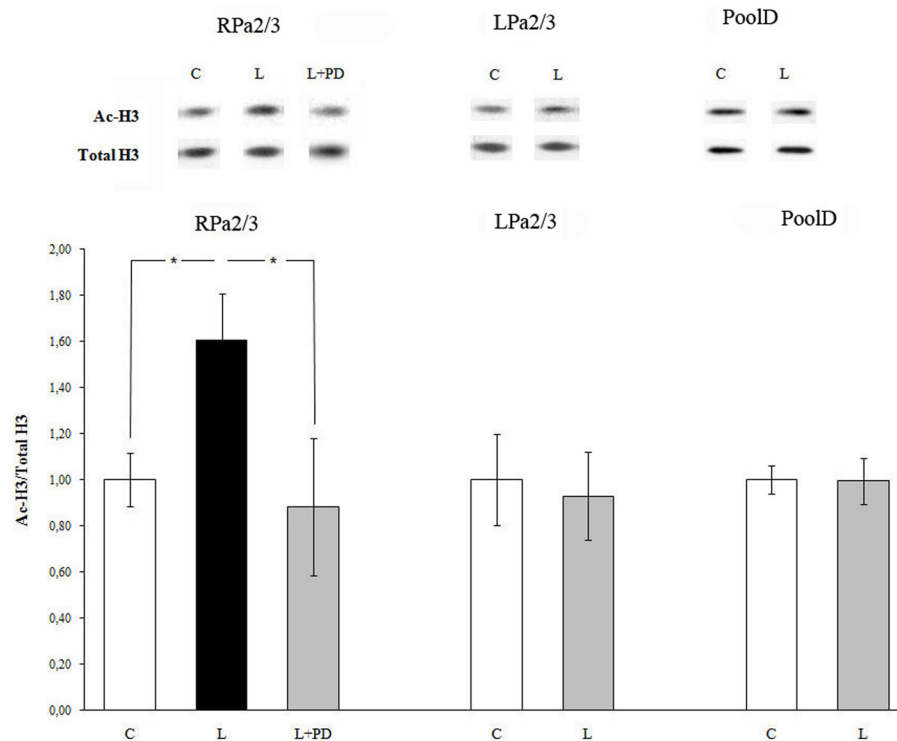 RPa2/3 LPa2/3 PoolD
C L L+PD C L C L
Ac-H3
Total H3
RPa2/3 LPa2/3 PoolD
2,00
* *
1,80
1,60
1,40
1,20
1,00
0,80
0,60
0,40
0,20
0,00
Ac-H3/Total H3
C L L+PD C L C L